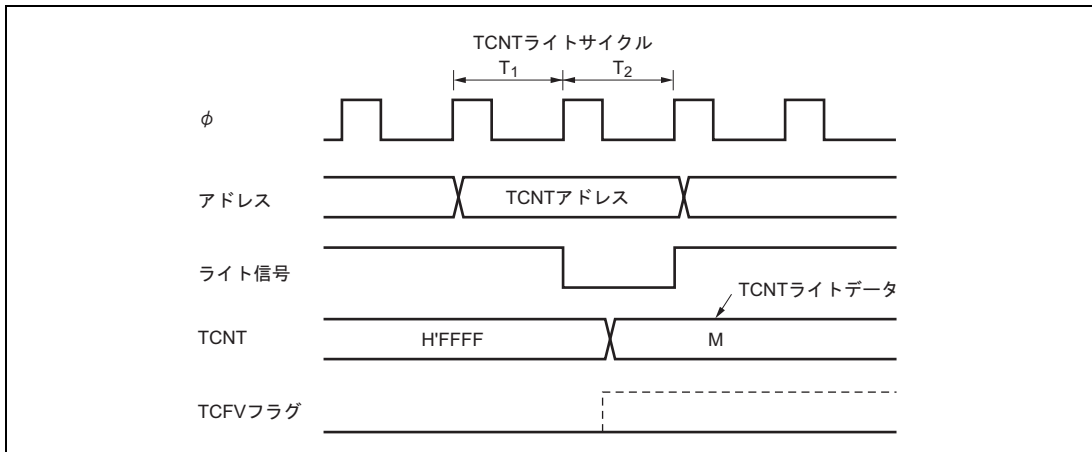 TCNTライトサイクル
T1 T2
φ
アドレス TCNTアドレス
ライト信号
TCNTライトデータ
TCNT H'FFFF M
TCFVフラグ